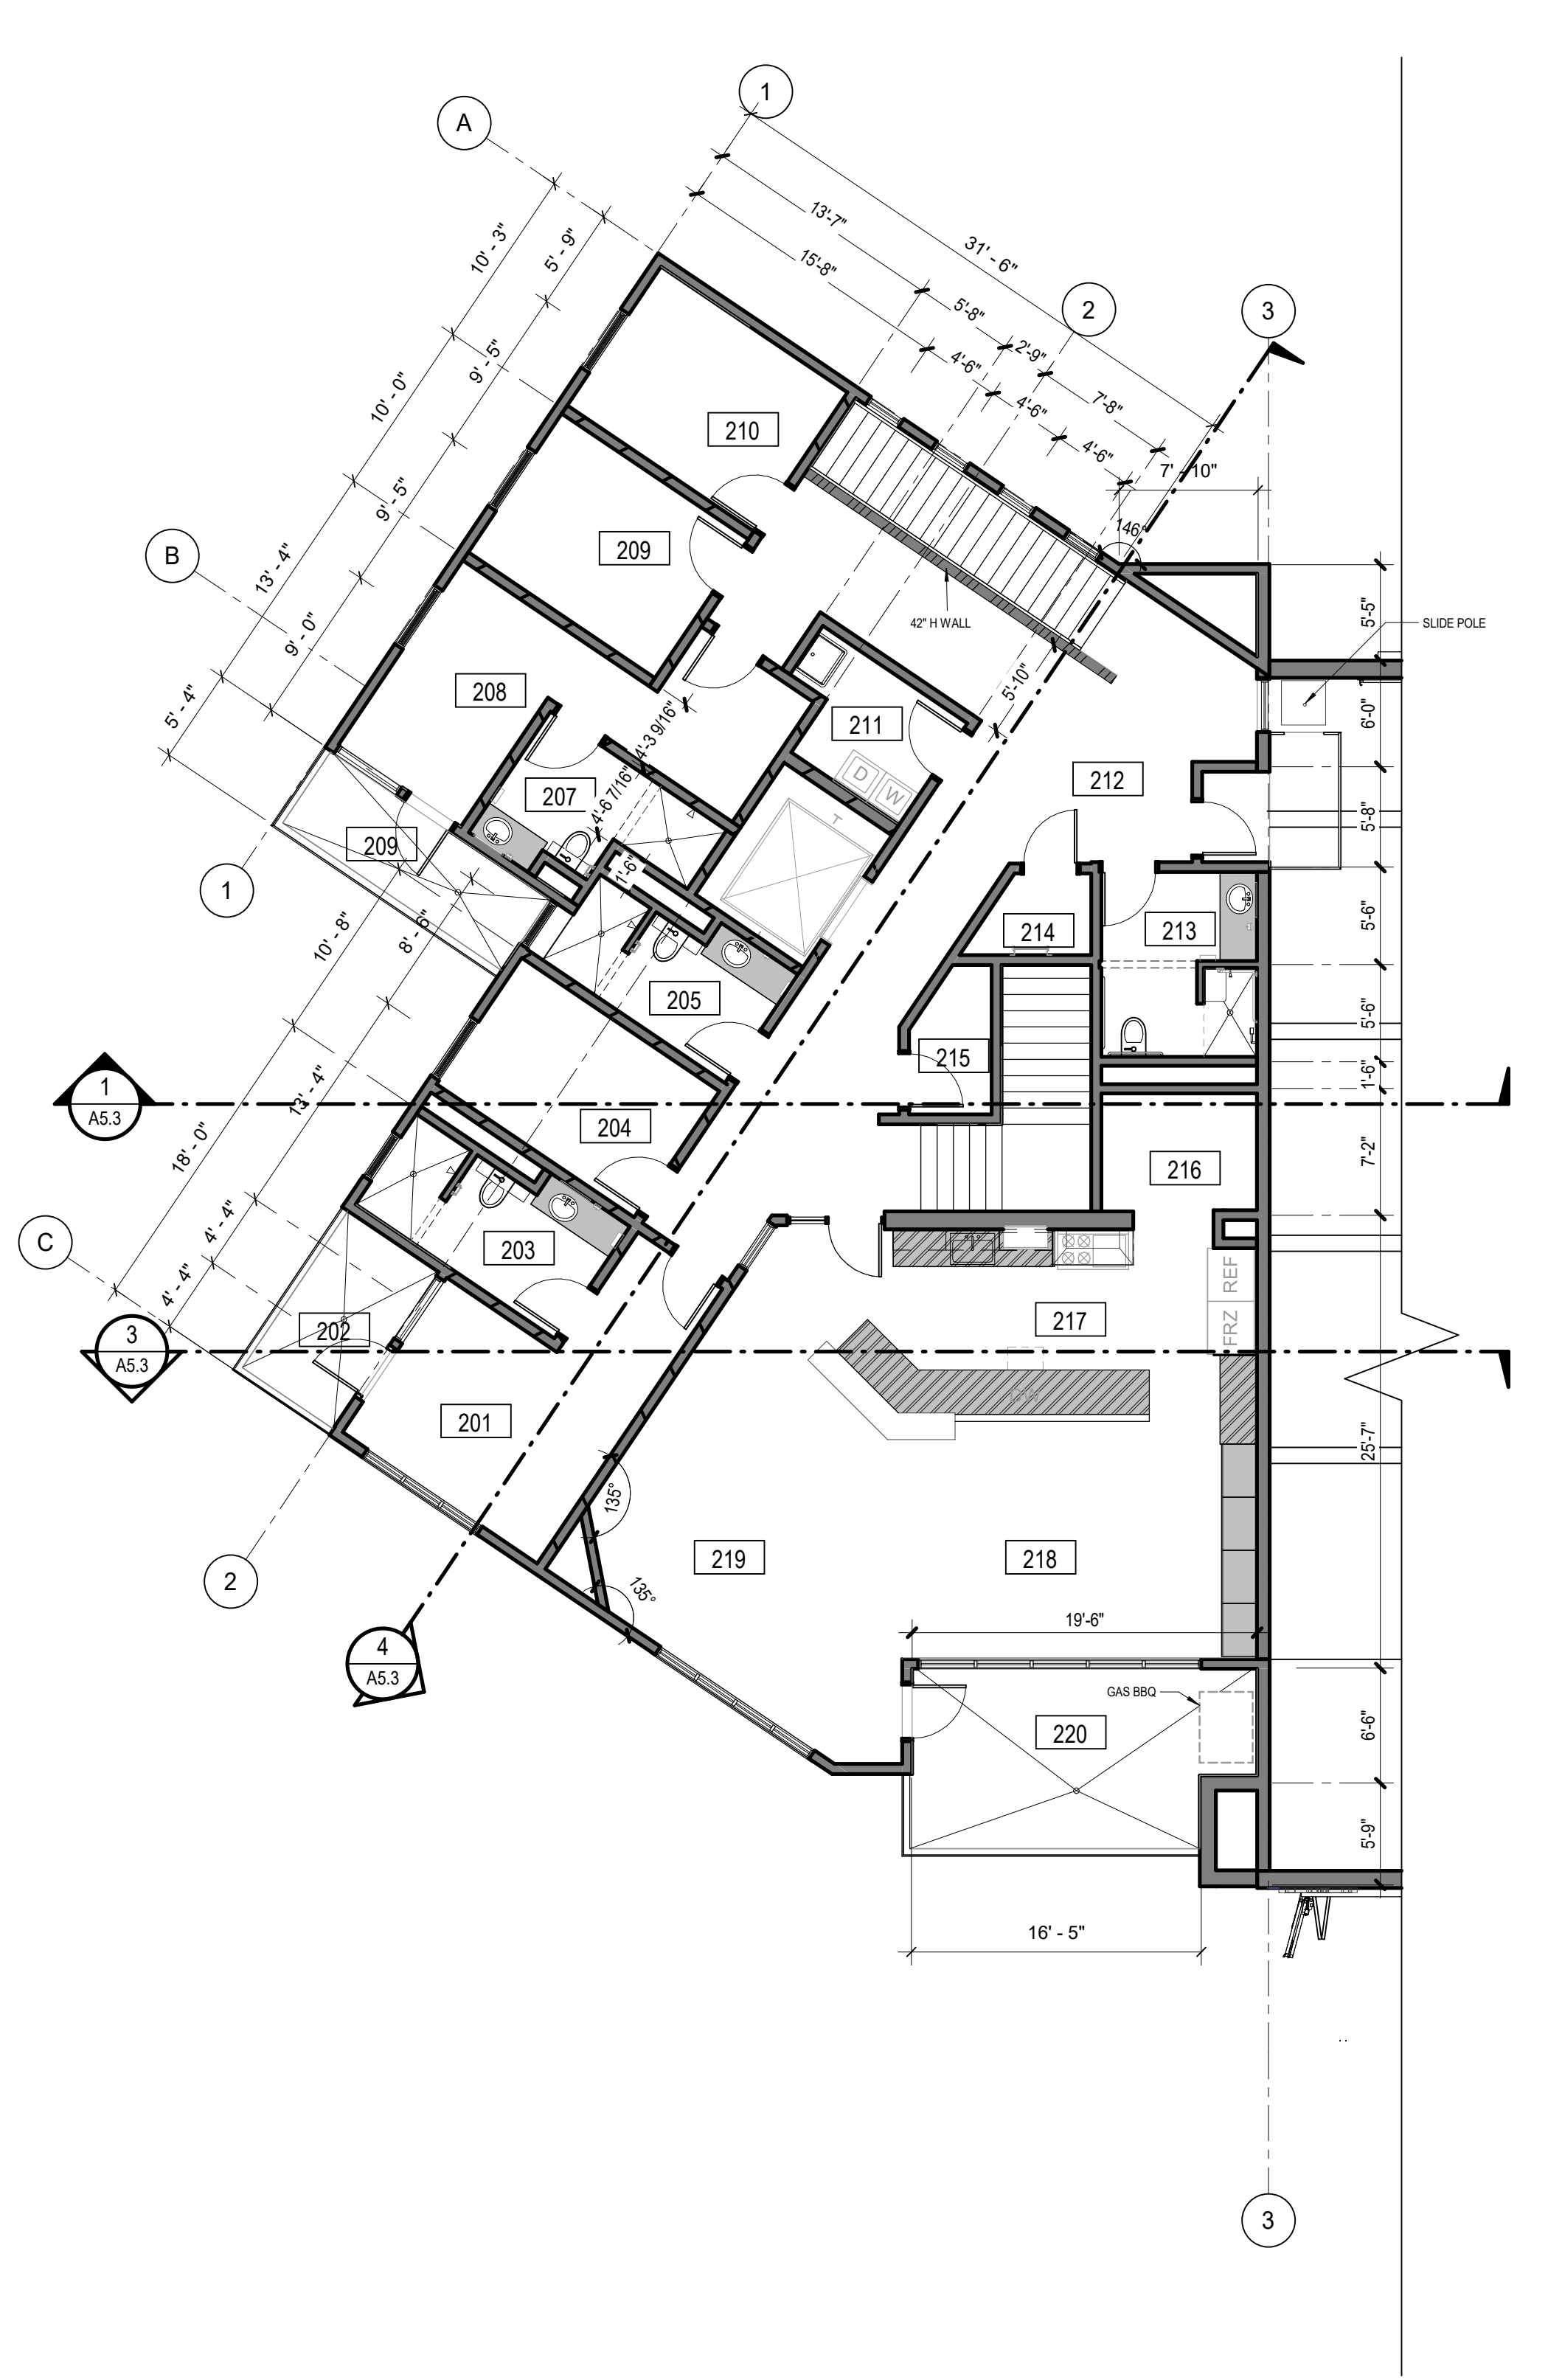 1
A
13'-7"
31' - 6"
10' - 3"
5' - 9"
15'-8"
2
3
5'-8"
2'-9"
4'-6"
9' - 5"
10' - 0"
7'-8"
4'-6"
210
4'-6"
7' - 10"
9' - 5"
146°
B
209
13' - 4"
5'-5"
42" H WALL
SLIDE POLE
9' - 0"
208
5'-10"
5' - 4"
211
6'-0"
4'-3 9/16"
D
W
212
207
4'-6 7/16"
T
5'-8"
209
1'-6"
1
213
214
5'-6"
10' - 8"
8' - 6"
205
5'-6"
215
1'-6"
1
A5.3
13' - 4"
204
18' - 0"
216
7'-2"
4' - 4"
C
203
REF
4' - 4"
217
FRZ
202
3
A5.3
DW
201
25'-7"
135°
219
218
2
135°
19'-6"
4
A5.3
GAS BBQ
220
6'-6"
5'-9"
16' - 5"
3